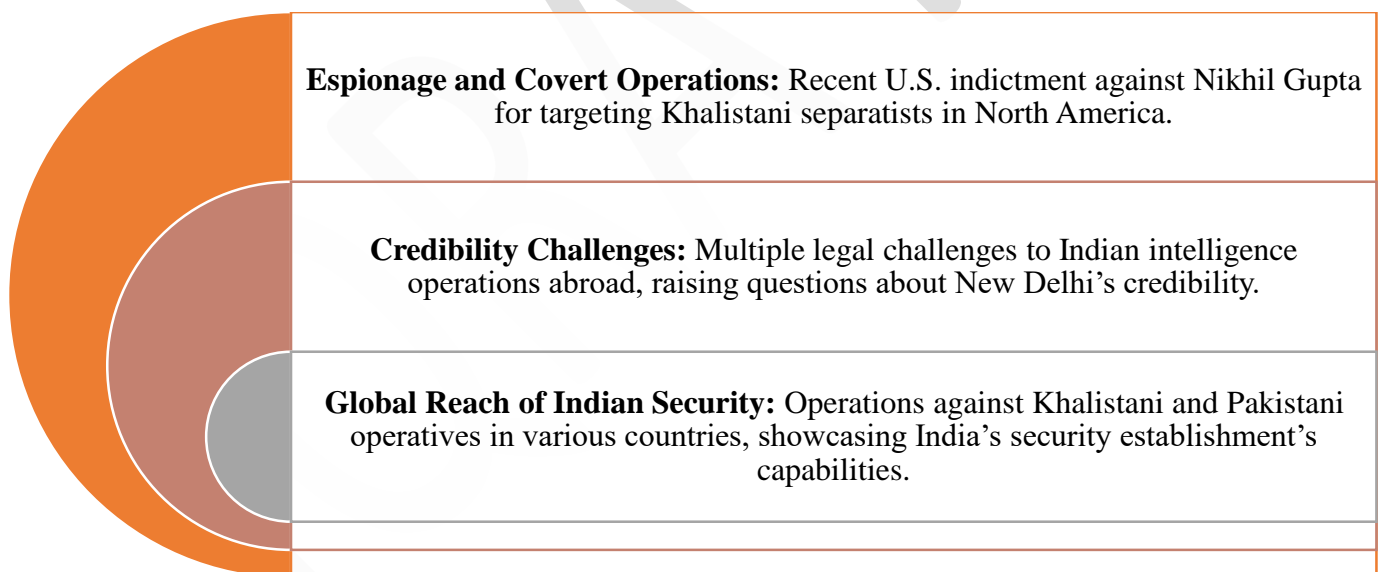 Espionage and Covert Operations: Recent U.S. indictment against Nikhil Gupta
for targeting Khalistani separatists in North America.
Credibility Challenges: Multiple legal challenges to Indian intelligence
operations abroad, raising questions about New Delhi’s credibility.
Global Reach of Indian Security: Operations against Khalistani and Pakistani
operatives in various countries, showcasing India’s security establishment’s
capabilities.